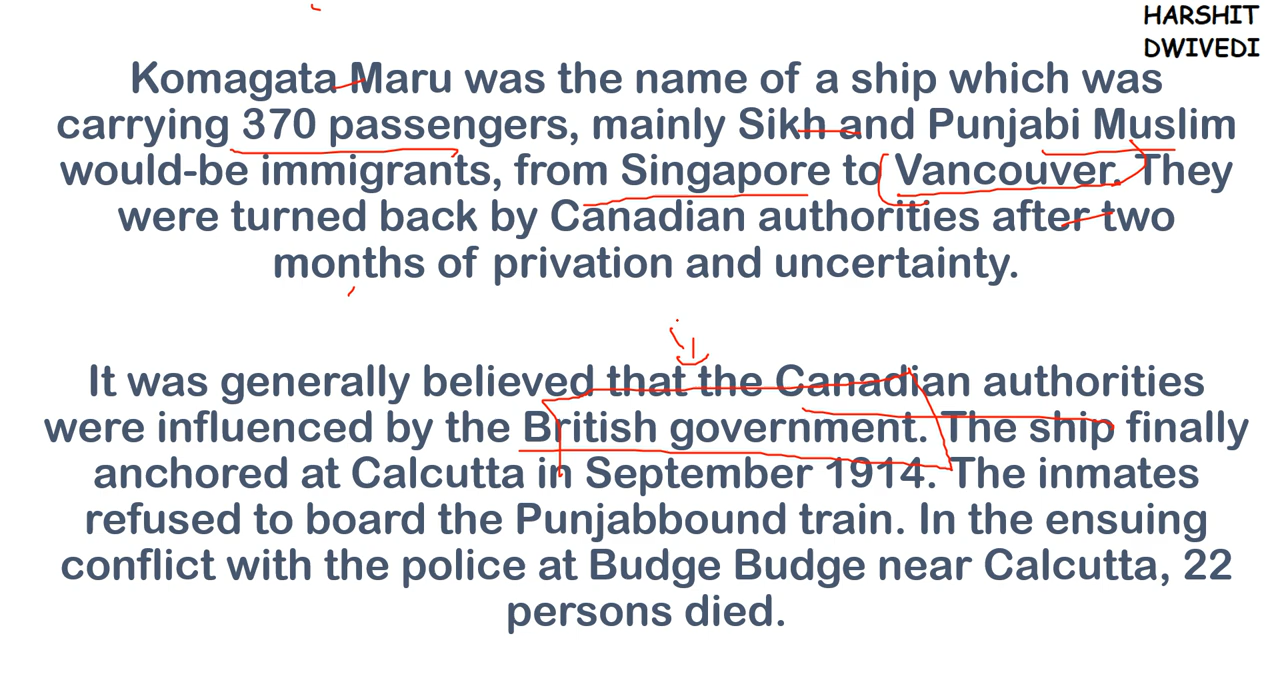 HARSHIT
DWIVEDI
Komagata Maru was the name of a ship which was
carrying 370 passengers, mainly Sikh and Punjabi Muslim
would-be immigrants, from Singapore to Vancouver. They
were turned back by Canadian authorities after two
months of privation and uncertainty.
It was generally believed that the Canadian authorities
were influenced by the British government. The ship finally
anchored at Calcutta in September 1914. The inmates
refused to board the Punjabbound train. In the ensuing
conflict with the police at Budge Budge near Calcutta, 22
persons died.